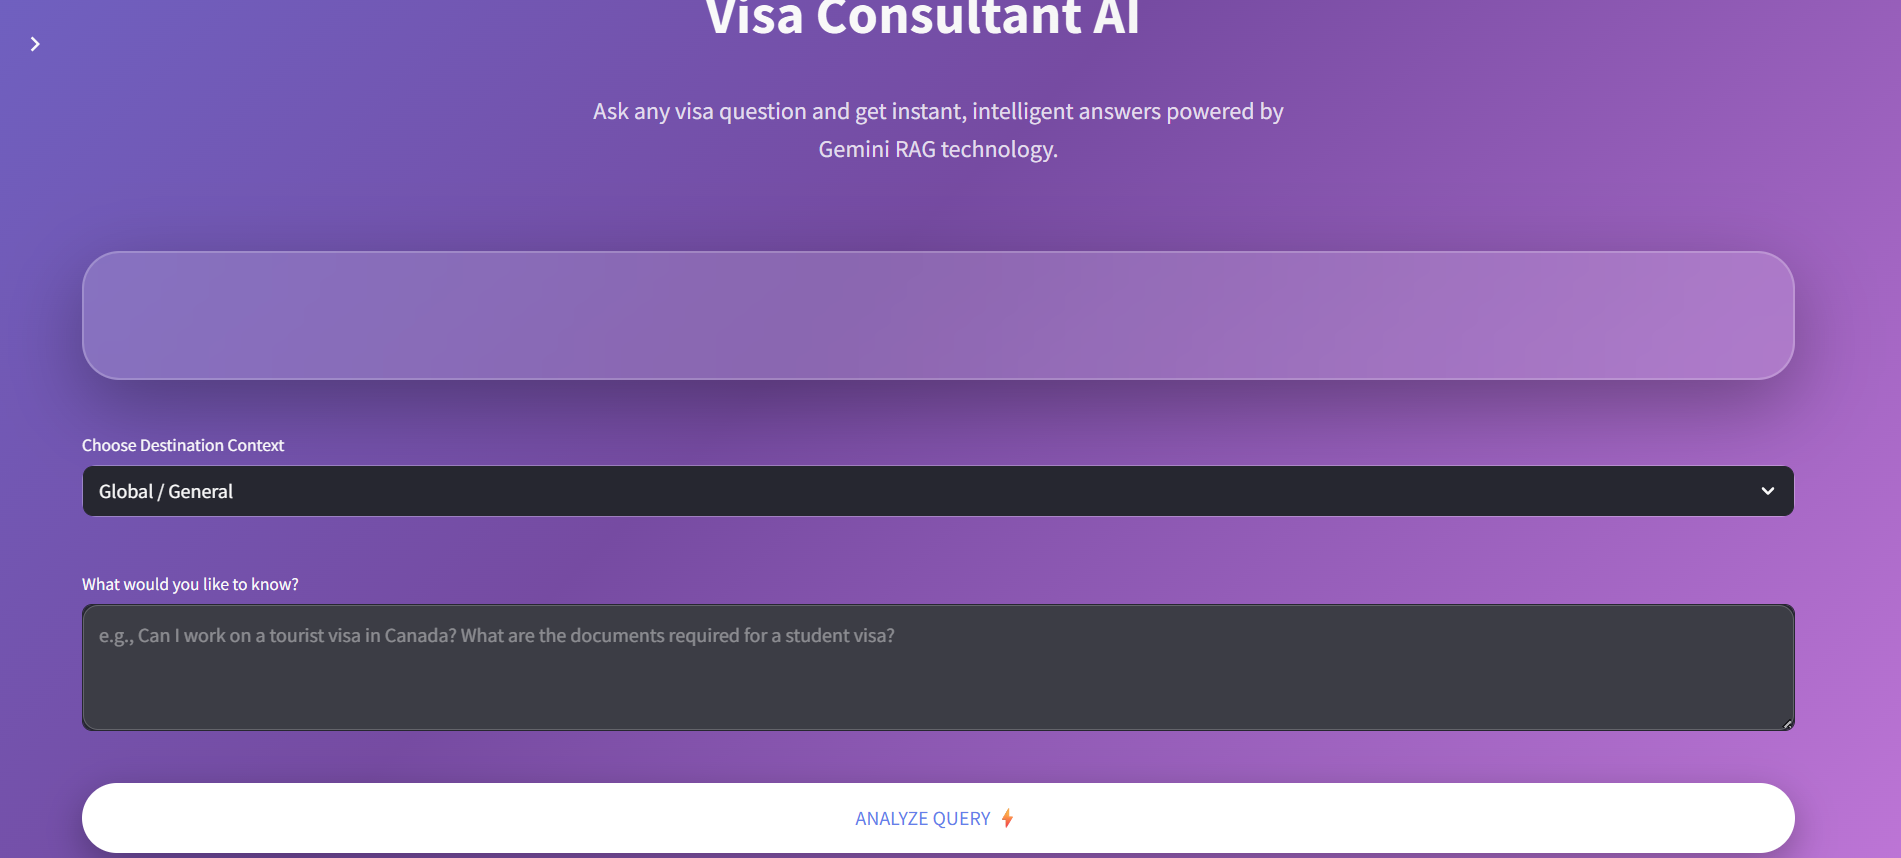 Visa Consultant AI
Ask any visa question and get instant, intelligent answers powered by
Gemini RAG technology.
Choose Destination Context
Global / General
What would you like to know?
e.g., Can I work on a tourist visa in Canada? What are the documents required for a student visa?
ANALYZE QUERY ⚡